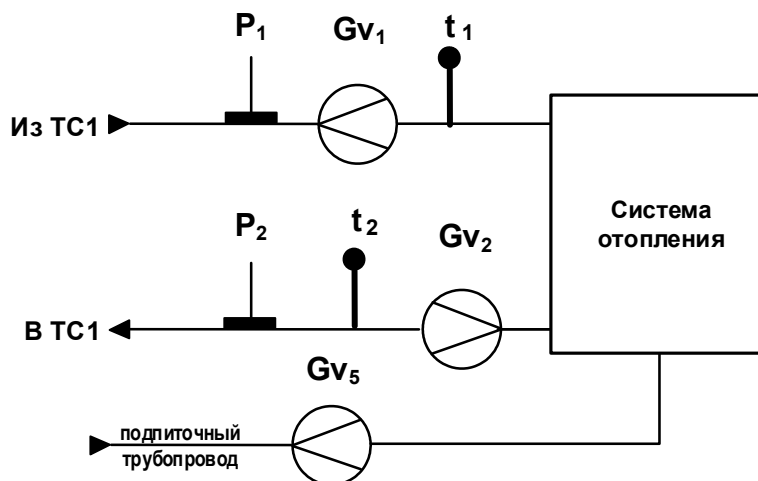 P1
Gv1
t1
Из ТС1
Система
отопления
P2
t2
Gv2
В ТС1
Gv5
подпиточный
трубопровод